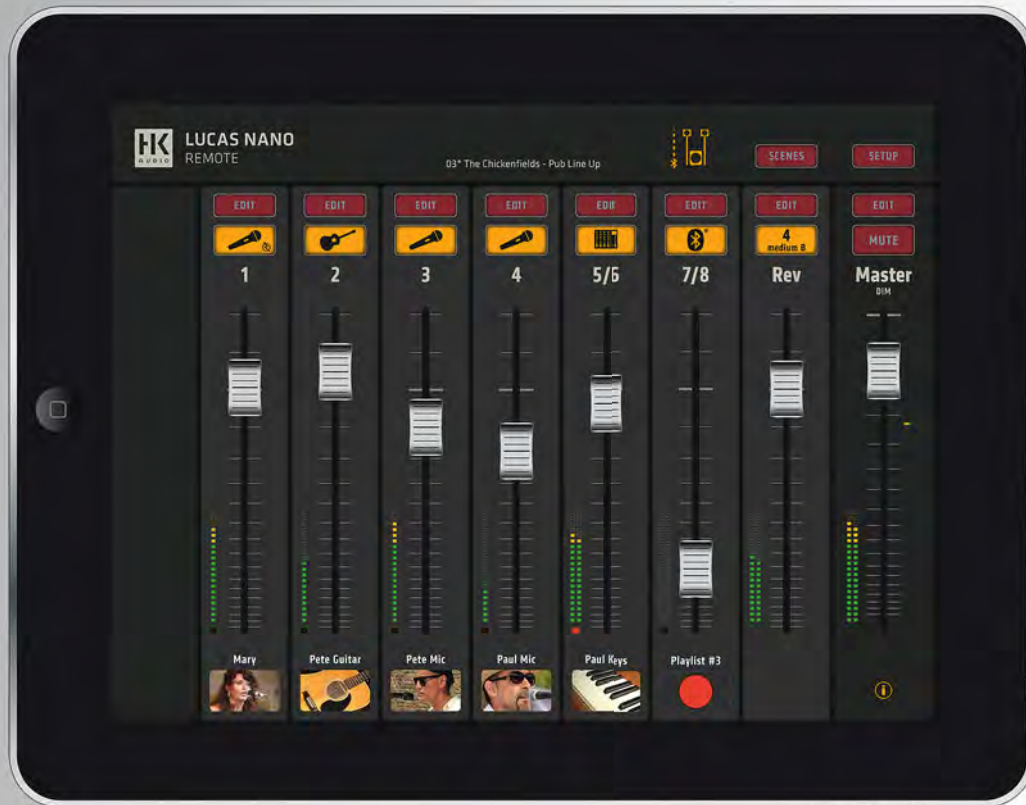 HK
AUDIO
LUCAS NANO
REMOTE
03* The Chickenfields - Pub Line Up
SCENES
SETUP
EDIT
EDIT
EDIT
EDIT
EDIT
EDIT
EDIT
EDIT
4
medium B
MUTE
1
2
3
4
5/6
7/8
Rev
Master
DIM
Mary
Pete Guitar
Pete Mic
Paul Mic
Paul Keys
Playlist #3
i